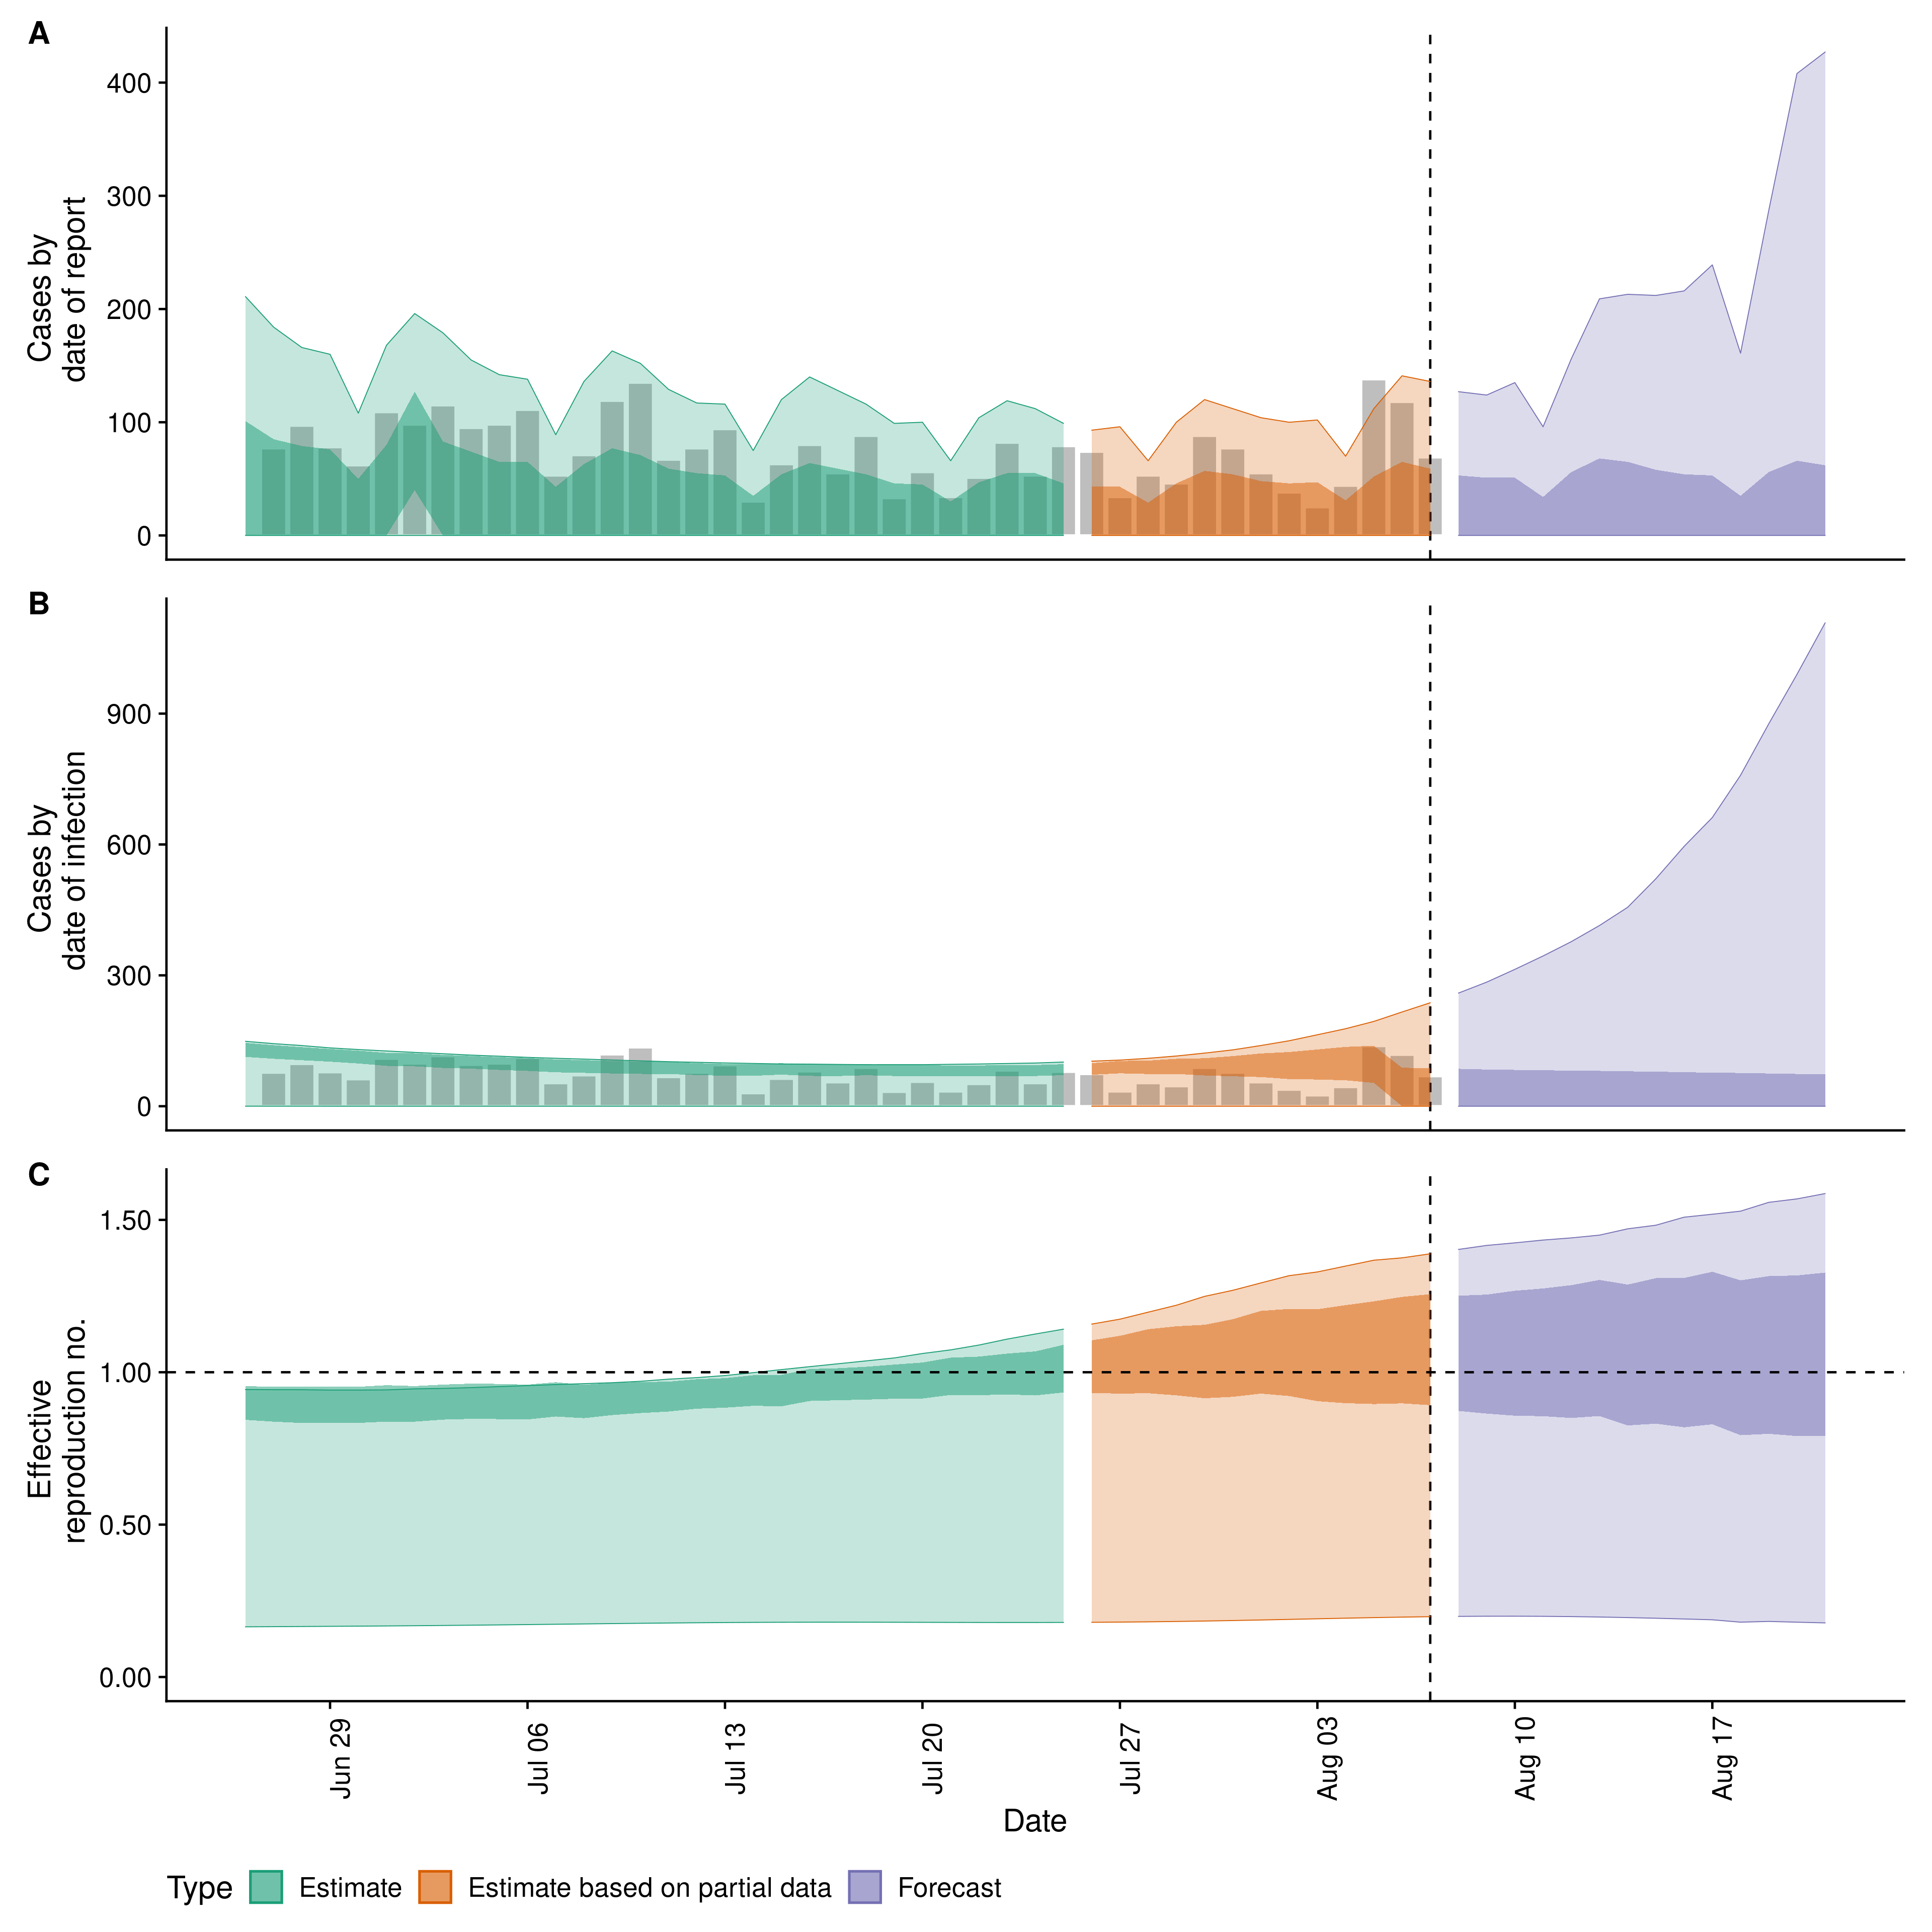 A
Cases by
date of report
400
300
200
100
0
B
Cases by
date of infection
900
600
300
0
C
Effective
reproduction no.
1.50
1.00
0.50
0.00
Jun 29
Jul 06
Jul 13
Jul 20
Jul 27
Aug 03
Aug 10
Aug 17
Date
Type Estimate Estimate based on partial data Forecast